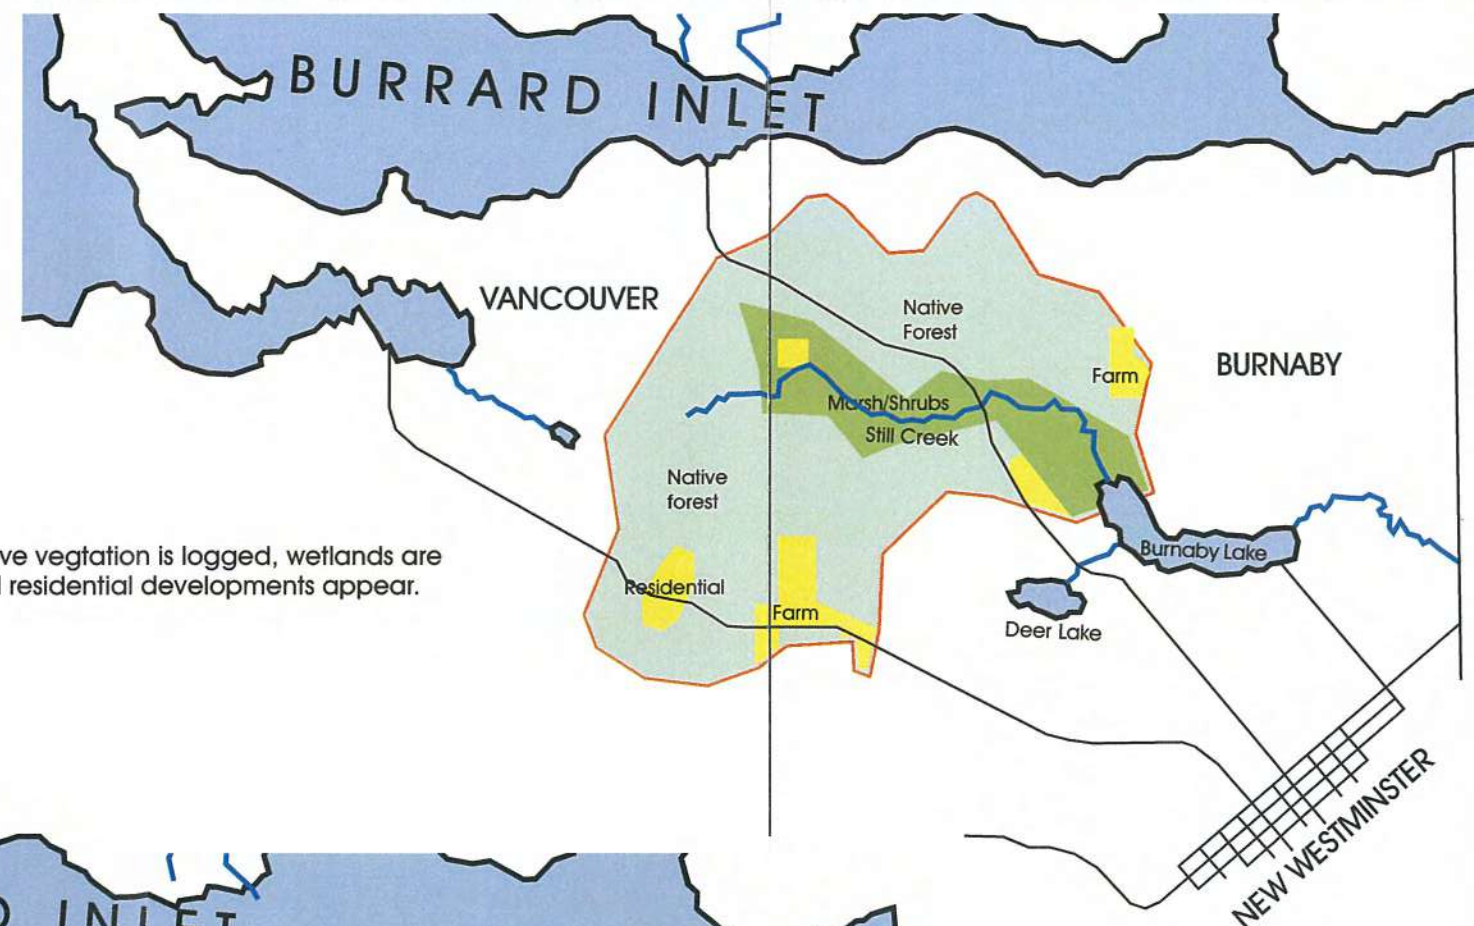 BURRARD INLET
VANCOUVER
Native
Forest
BURNABY
Farm
Marsh/Shrubs
Still Creek
Native
forest
ve vegtation is logged, wetlands are
residential developments appear.
Burnaby Lake
Residential
Farm
Deer Lake
NEW WESTMINSTER
INLET